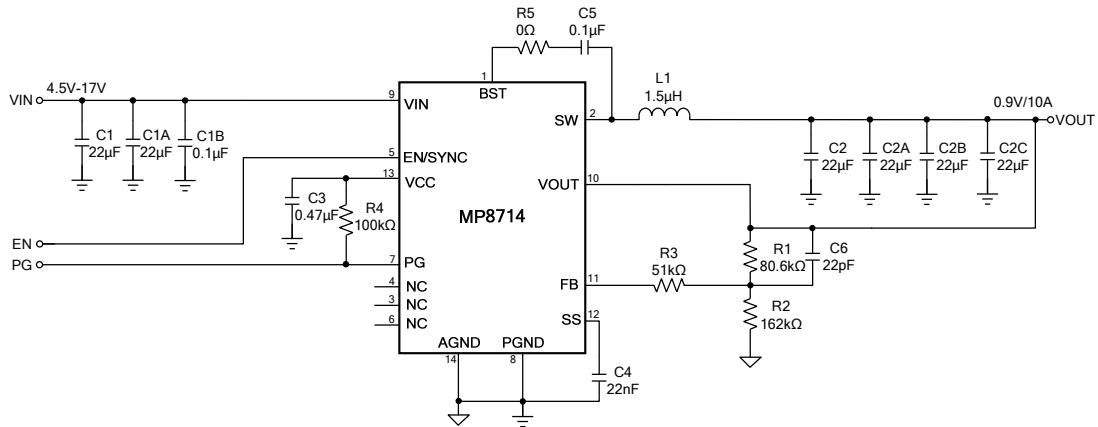 R5
0Ω
C5
0.1µF
1
BST
VIN
4.5V-17V
9
VIN
C1
22µF
C1A
22µF
C1B
0.1µF
SW
2
L1
1.5µH
0.9V/10A
VOUT
C2
22µF
C2A
22µF
C2B
22µF
C2C
22µF
5
EN/SYNC
13
VCC
C3
0.47µF
R4
100kΩ
VOUT
10
MP8714
EN
PG
7
PG
4
NC
3
NC
6
NC
R1
80.6kΩ
C6
22pF
R3
51kΩ
FB
11
R2
162kΩ
SS
12
AGND
14
PGND
8
C4
22nF